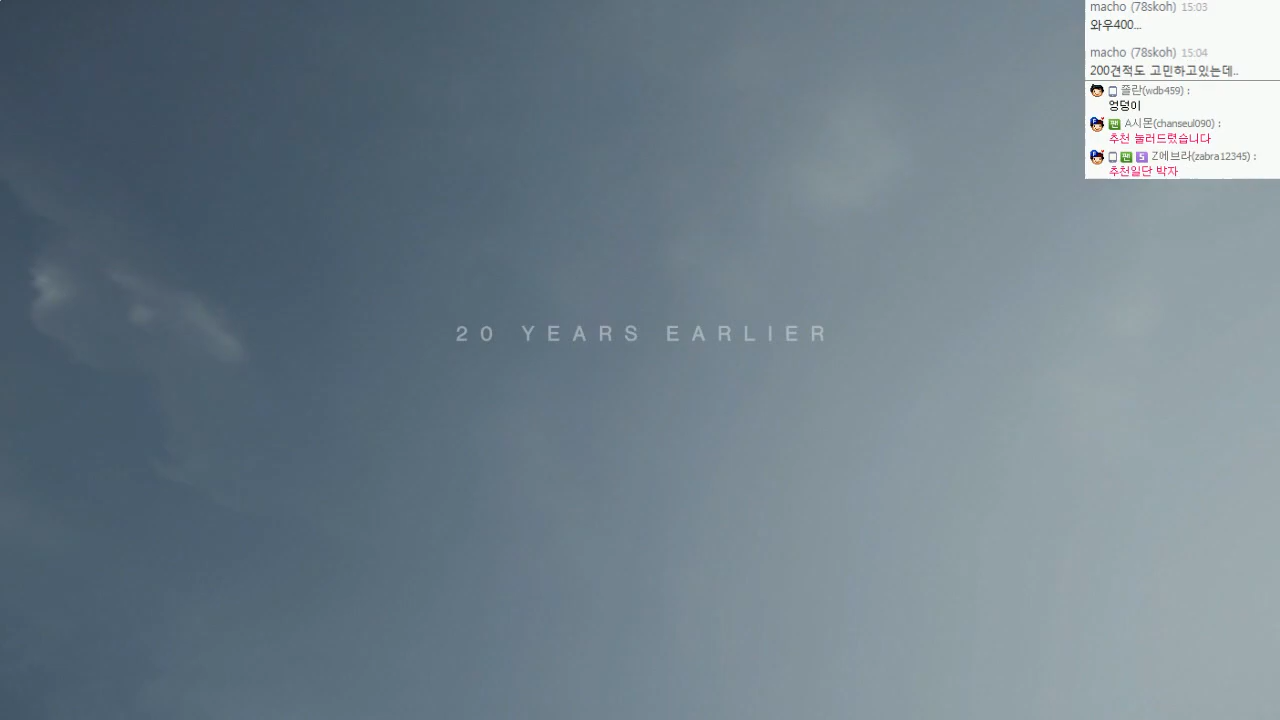 macho (78skoh) 15:03
와우400...
macho (78skoh) 15:04
200견적도 고민하고있는데..
쫄란(wdb459) :
엉덩이
팬 A시몬(chanseul090) :
추천 눌러드렸습니다
팬 S Z에브라(zabra12345) :
추천일단 박자
20 YEARS EARLIER